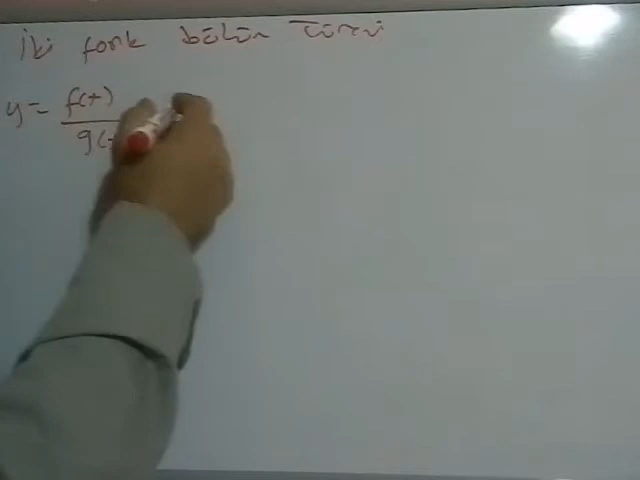 iki fonk bölüm türevi
y = f(t)
g(